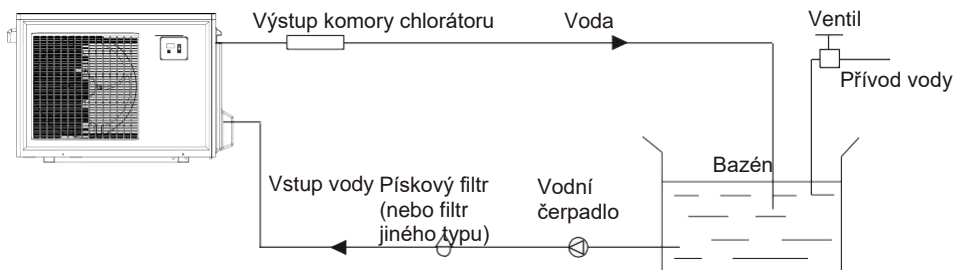 Výstup komory chlorátoru
Voda
Ventil
Přívod vody
Bazén
Vstup vody
Pískový filtr
(nebo filtr
jiného typu)
Vodní
čerpadlo